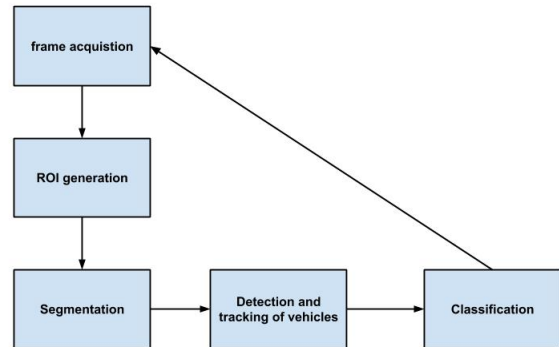 frame acquistion
ROI generation
Segmentation
Detection and
tracking of vehicles
Classification